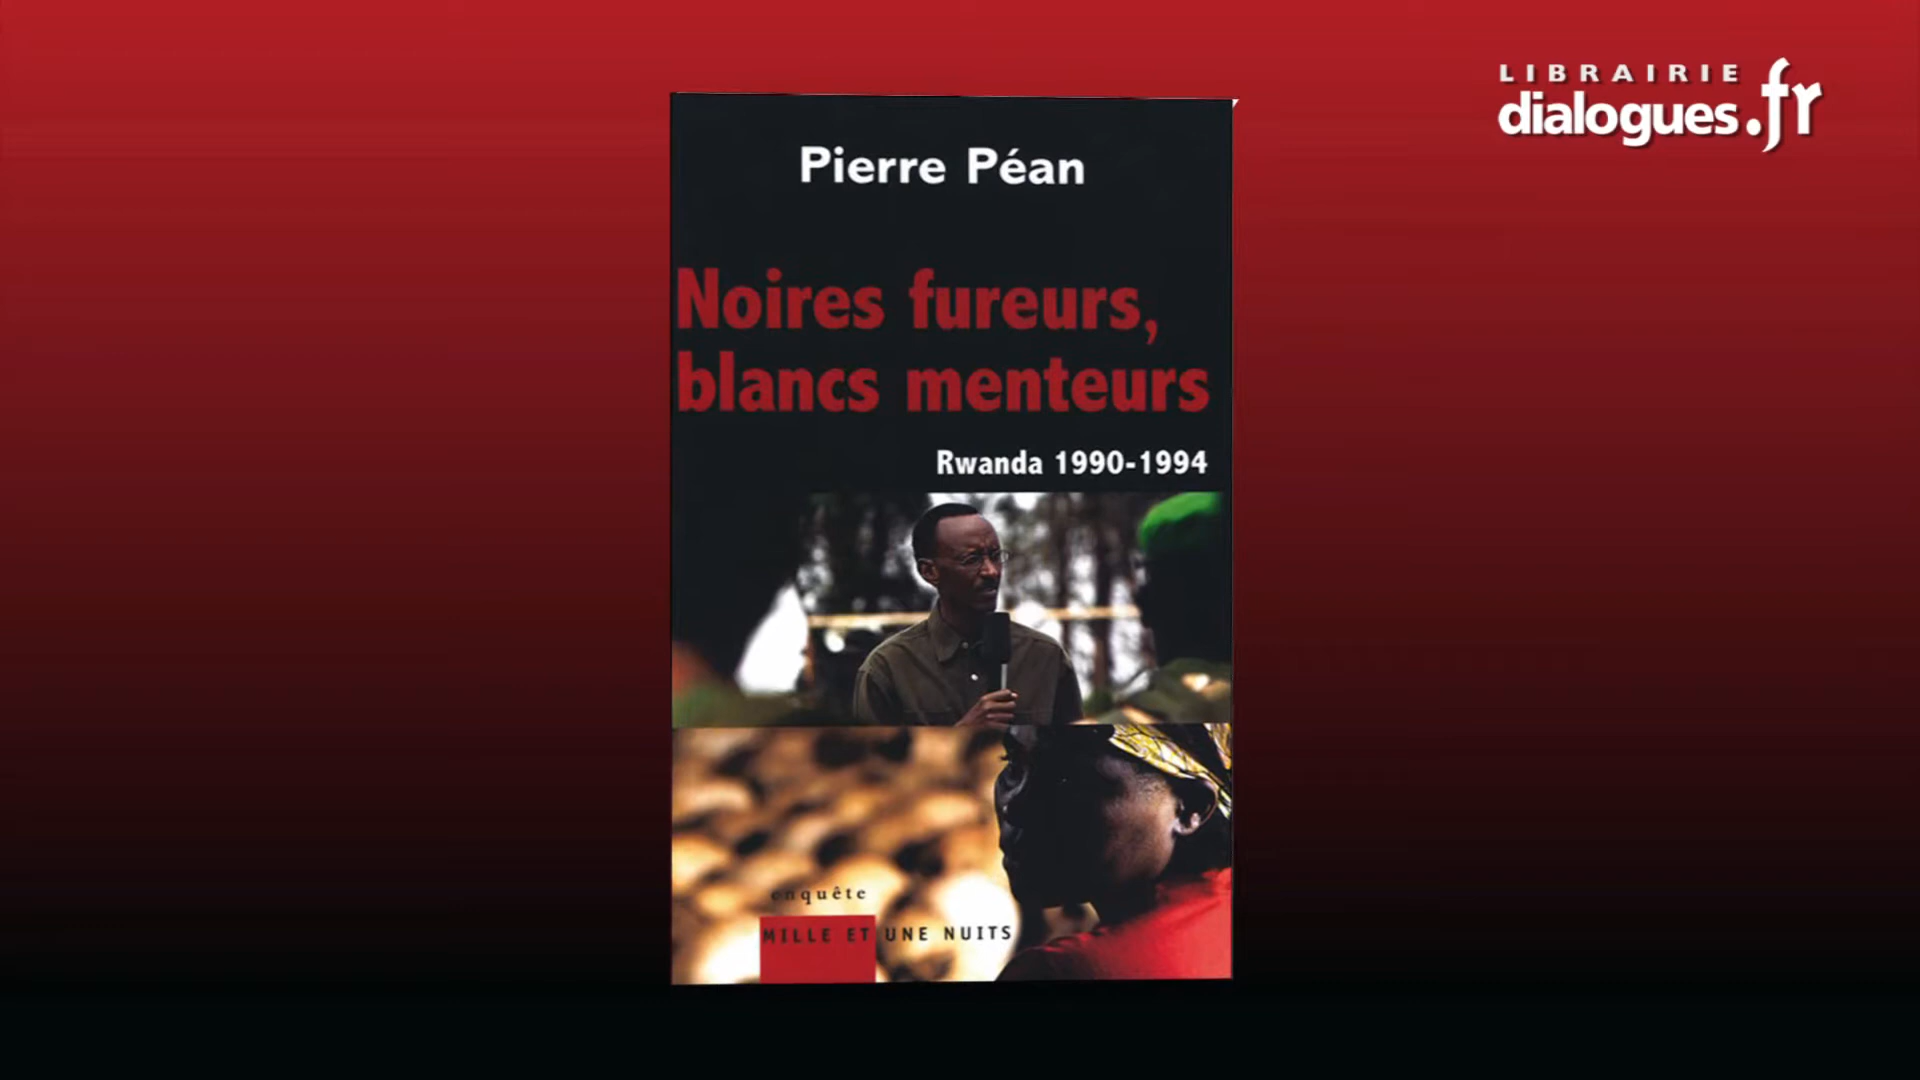 LIBRAIRIE
dialogues.fr
Pierre Péan
Noires fureurs,
blancs menteurs
Rwanda 1990-1994
enquête
MILLE ET UNE NUITS